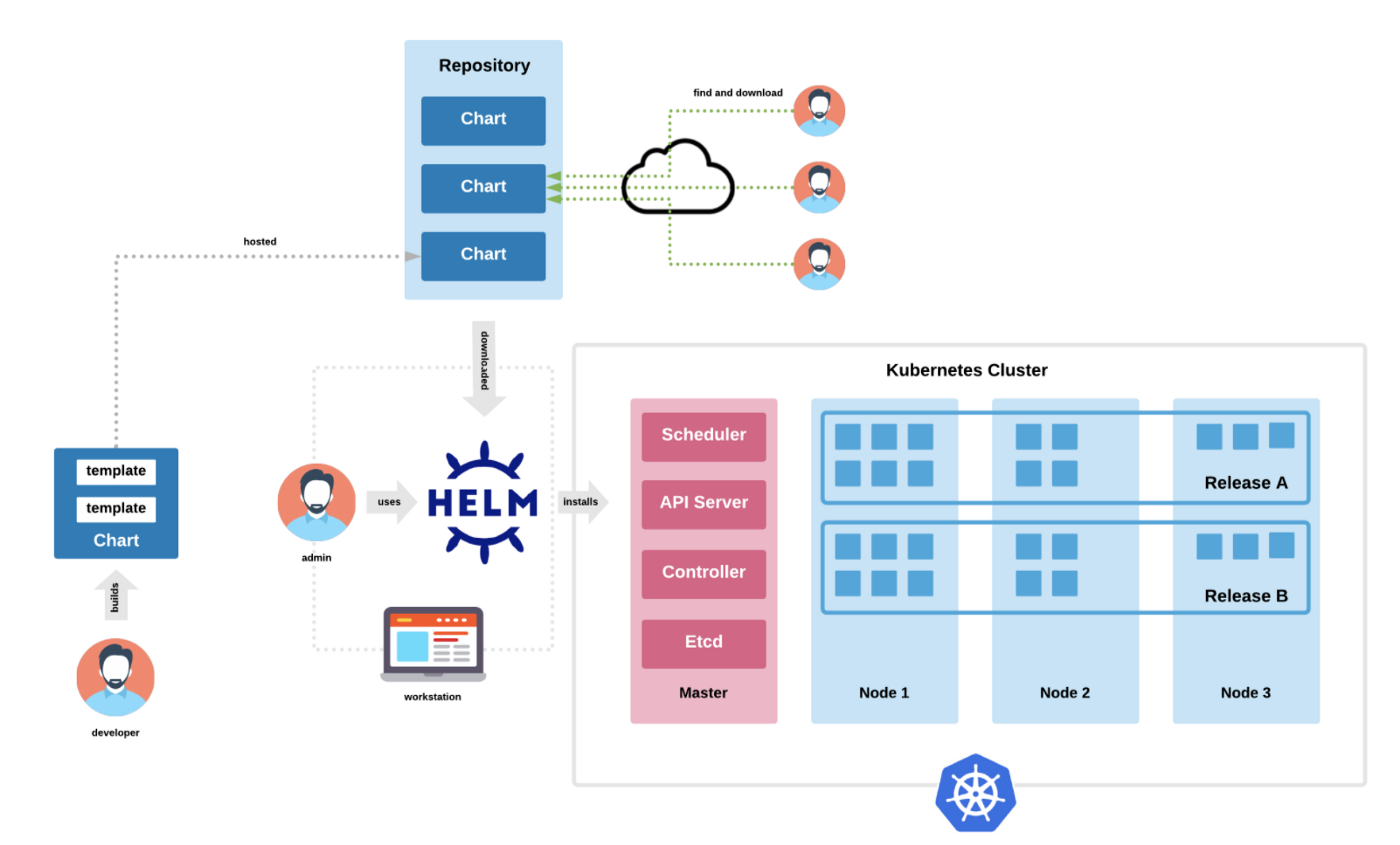 Repository
Chart
Chart
Chart
find and download
hosted
downloaded
template
template
Chart
builds
developer
admin
uses
HELM
installs
workstation
Kubernetes Cluster
Scheduler
API Server
Controller
Etcd
Master
Release A
Release B
Node 1
Node 2
Node 3